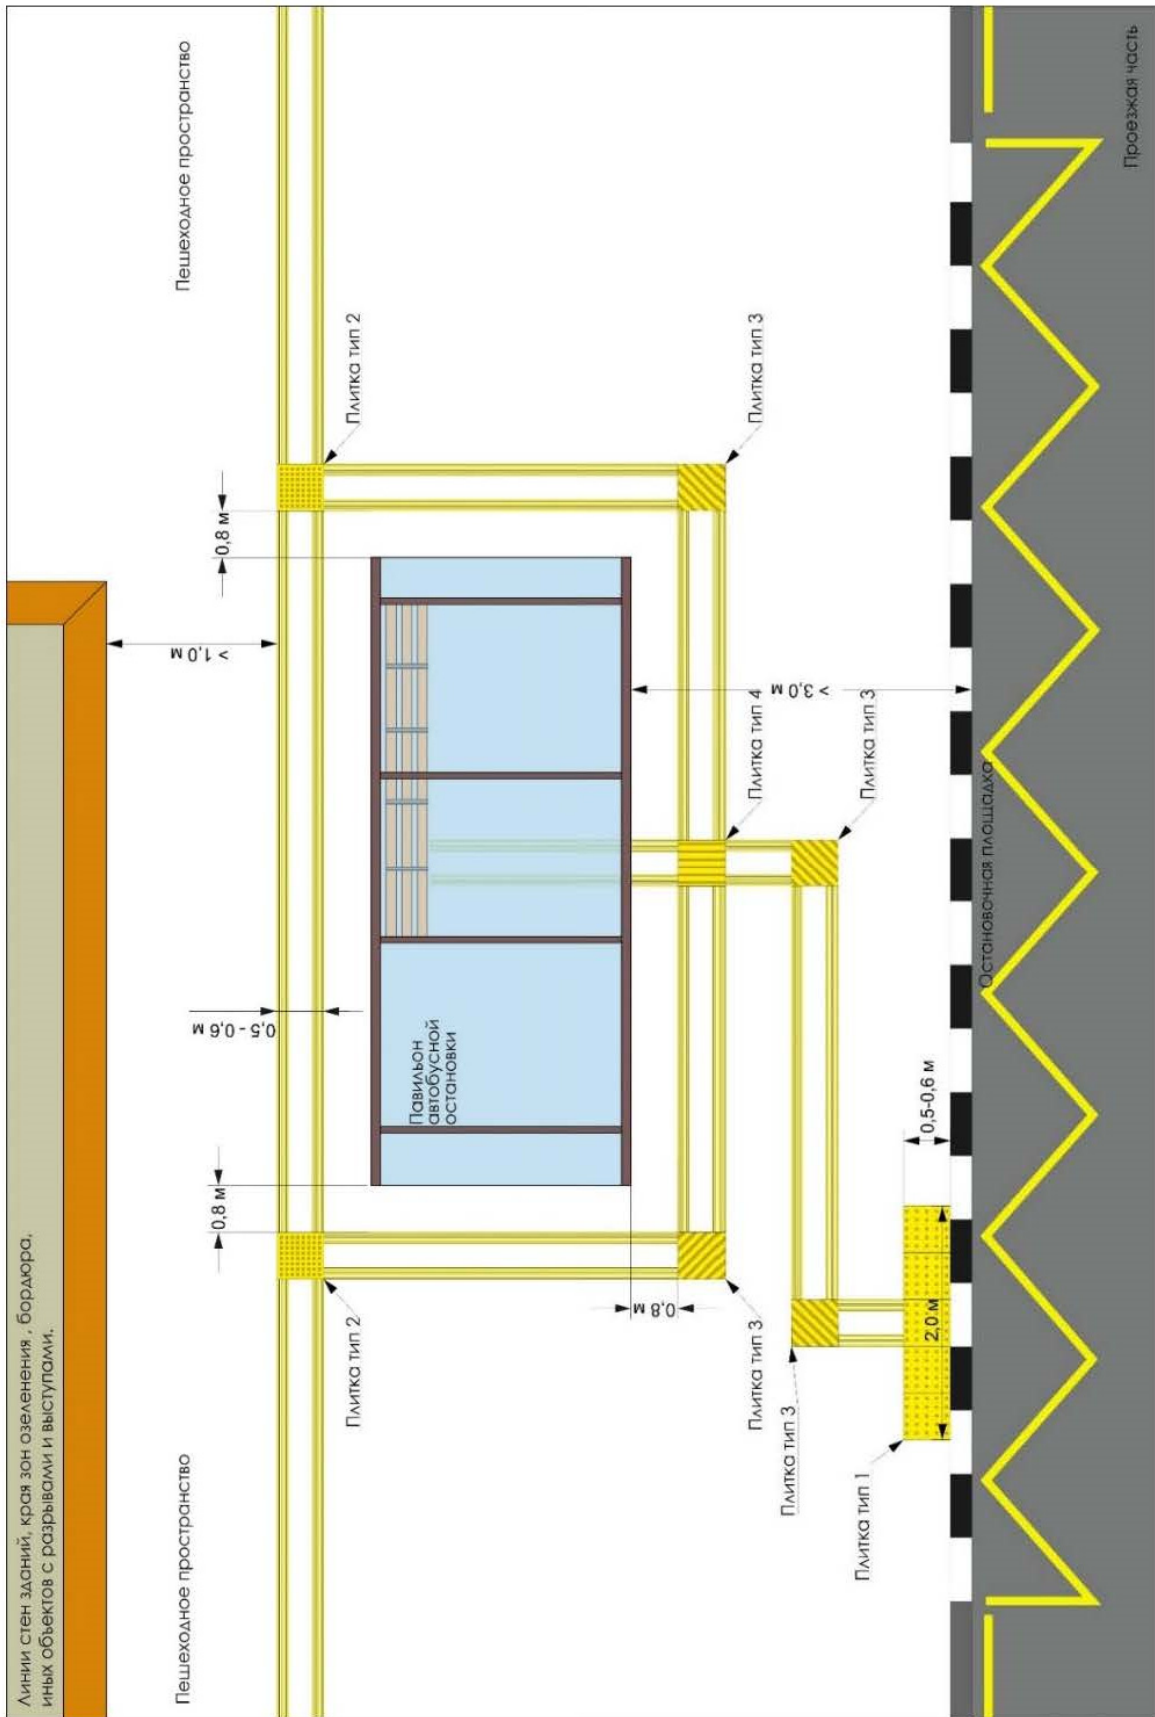 Линии стен зданий, края зон озеленения , бордюра,
иных объектов с разрывами и выступами.
Пешеходное пространство
Пешеходное пространство
0,8 м
> 1,0 м
0,8 м
0,5 - 0,6 м
Плитка тип 2
Плитка тип 2
Павильон
автобусной
остановки
0,8 м
> 3,0 м
Плитка тип 3
Плитка тип 4
Плитка тип 3
Плитка тип 3
Плитка тип 3
Плитка тип 1
2,0 м
0,5-0,6 м
Остановочная площадка
Проезжая часть